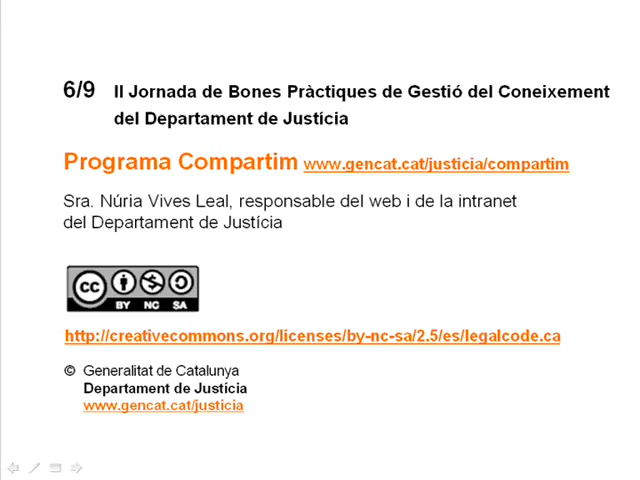 6/9 II Jornada de Bones Pràctiques de Gestió del Coneixement
del Departament de Justícia
Programa Compartim www.gencat.cat/justicia/compartim
Sra. Núria Vives Leal, responsable del web i de la intranet
del Departament de Justícia
cc
BY NC SA
http://creativecommons.org/licenses/by-nc-sa/2.5/es/legalcode.ca
© Generalitat de Catalunya
Departament de Justícia
www.gencat.cat/justicia